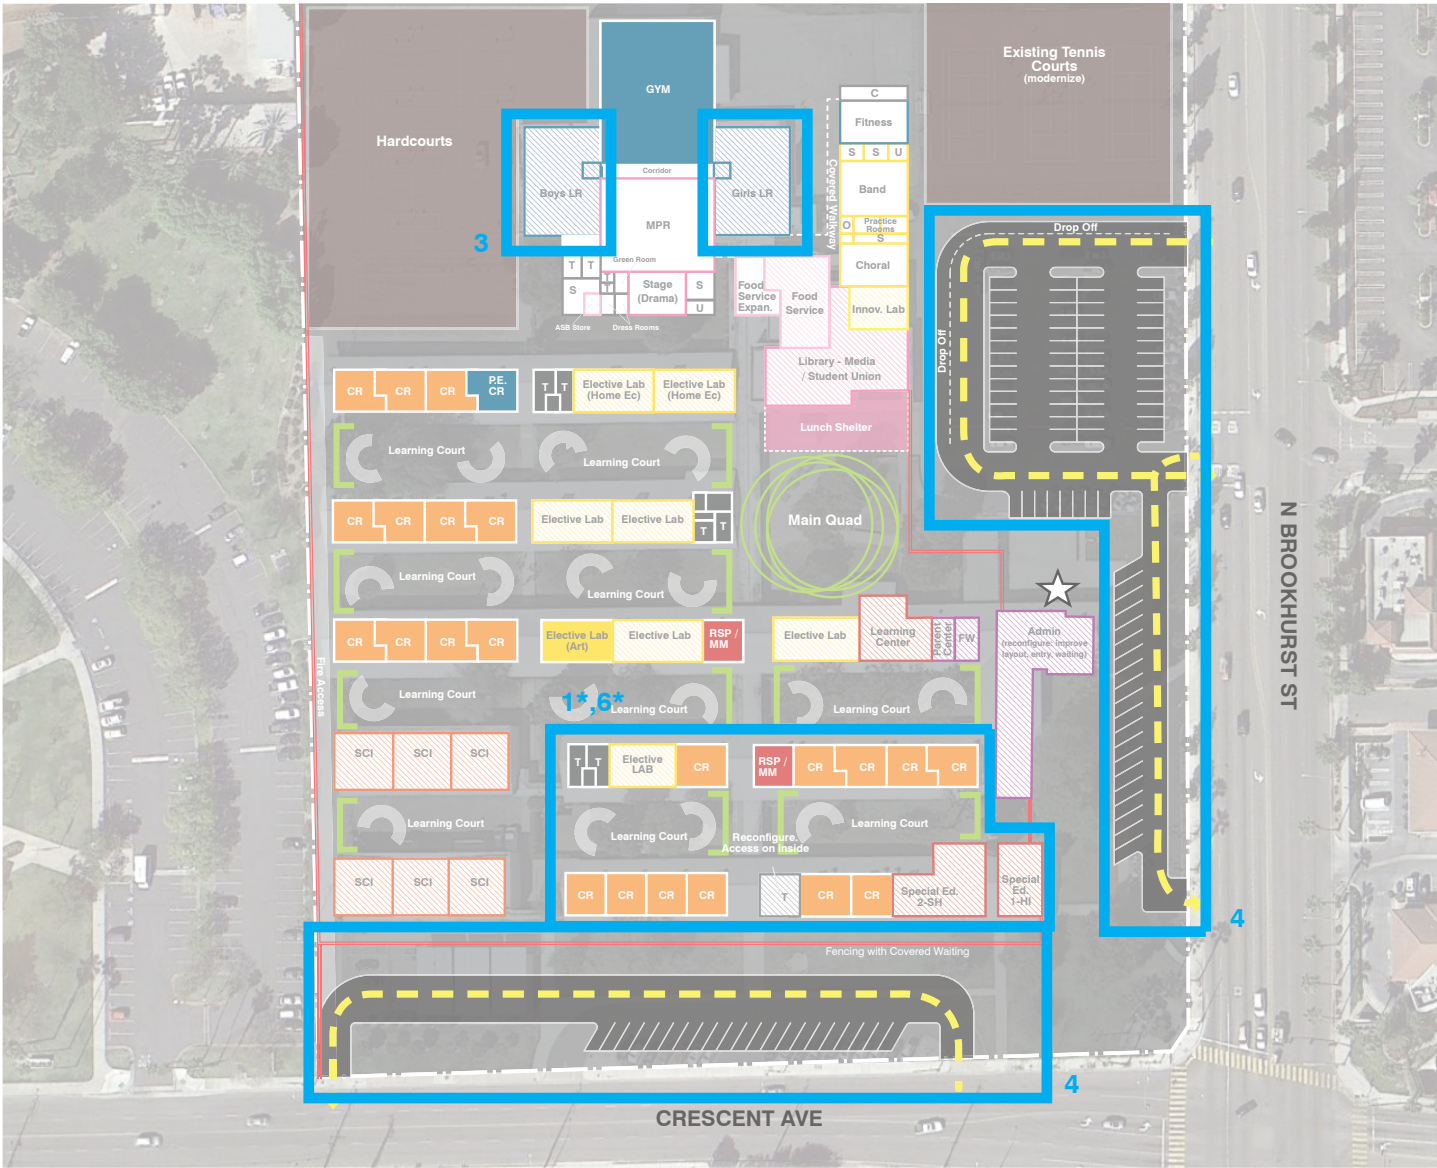 Existing Tennis
Courts
(modernize)
GYM
C
Fitness
Hardcourts
S
S
U
Covered Walkway
Corridor
Boys LR
Girls LR
Band
MPR
O
Practice
Rooms
S
Drop Off
3
Green Room
T
T
Choral
T
S
T
Stage
(Drama)
S
U
Food
Service
Expan.
Food
Service
Innov. Lab
ASB Store
Dress Rooms
Drop Off
Library - Media
/ Student Union
CR
CR
CR
P.E.
CR
T
T
Elective Lab
(Home Ec)
Elective Lab
(Home Ec)
Lunch Shelter
Learning Court
Learning Court
CR
CR
CR
CR
Elective Lab
Elective Lab
T
T
Main Quad
N BROOKHURST ST
Learning Court
Learning Court
CR
CR
CR
CR
Elective Lab
(Art)
Elective Lab
RSP /
MM
Elective Lab
Learning
Center
Parent
Center
FW
Admin
(reconfigure: improve
layout, entry, waiting)
Fire Access
Learning Court
1*,6*
Learning Court
Learning Court
SCI
SCI
SCI
T
T
Elective
LAB
CR
RSP /
MM
CR
CR
CR
CR
Learning Court
Learning Court
Reconfigure.
Access on inside
Learning Court
SCI
SCI
SCI
CR
CR
CR
CR
T
CR
CR
Special Ed.
2-SH
Special
Ed.
1-HI
4
Fencing with Covered Waiting
4
CRESCENT AVE